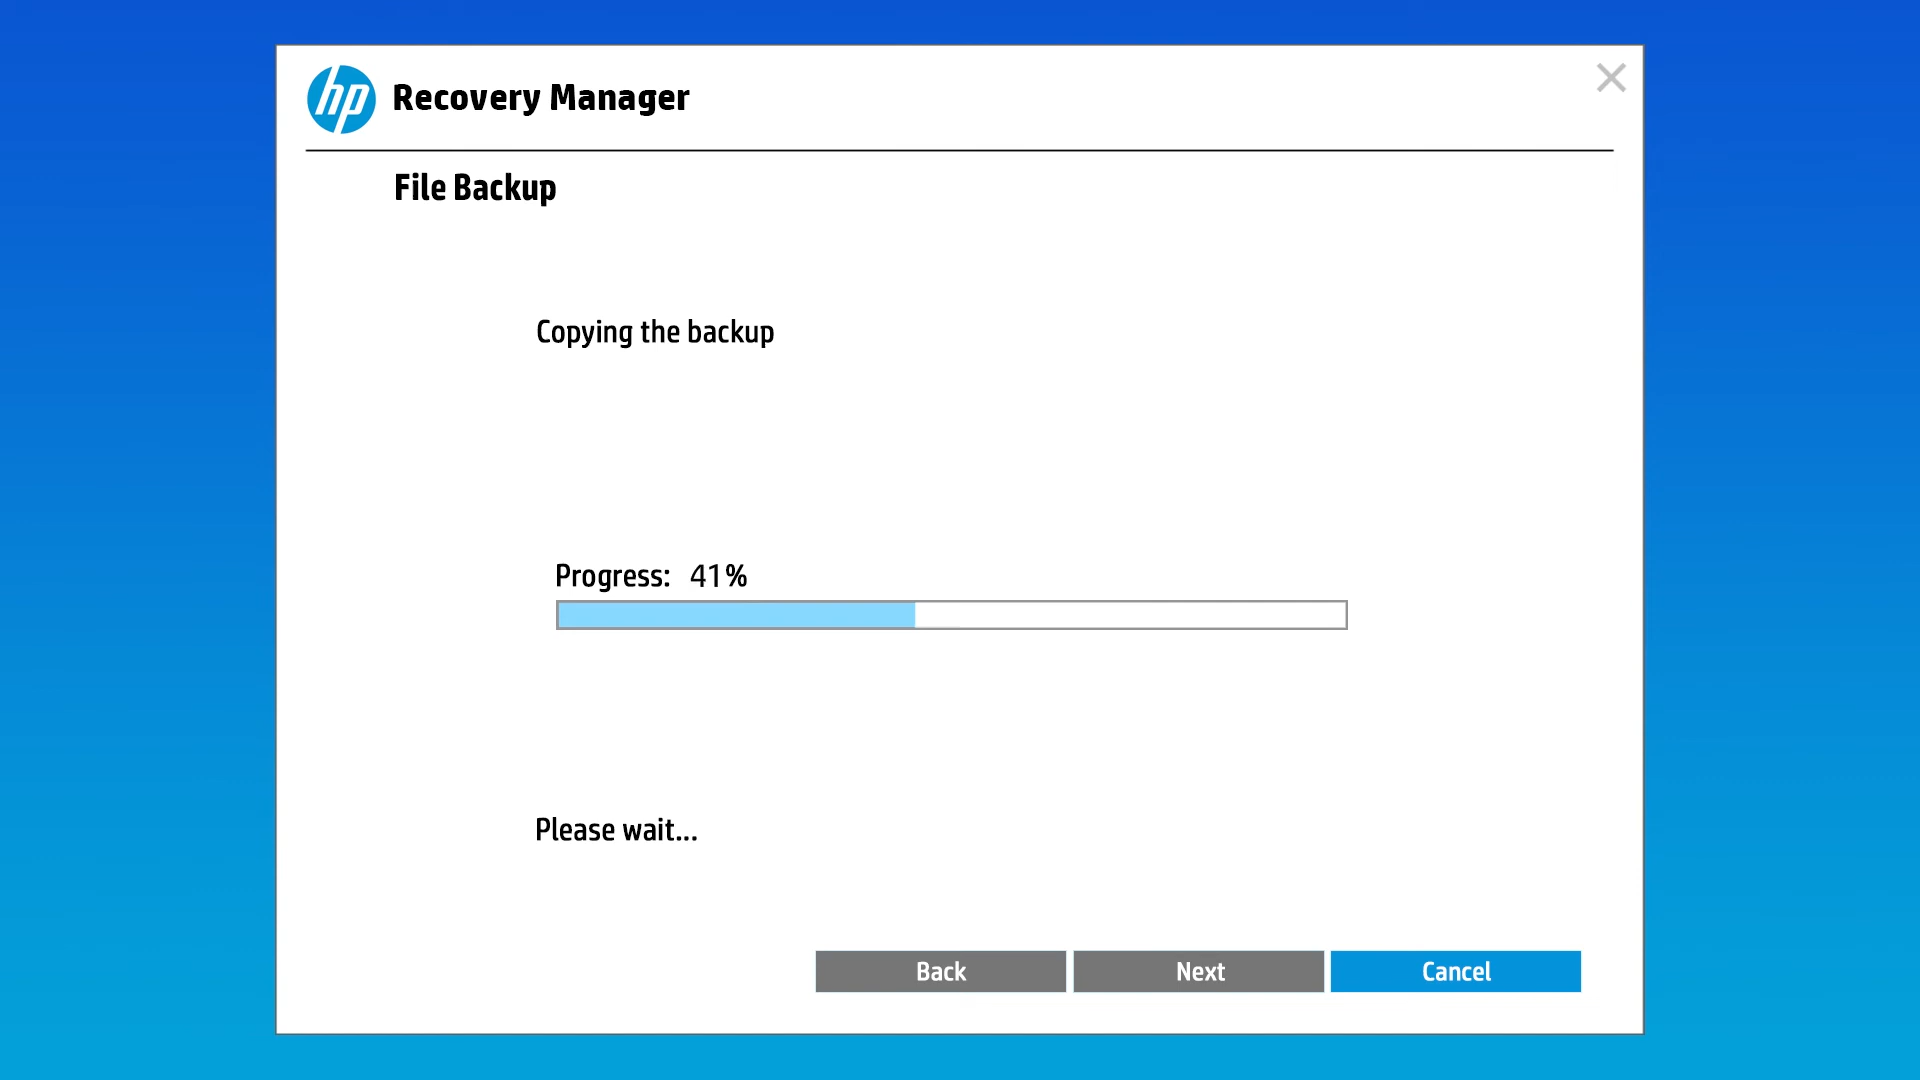 hp Recovery Manager
File Backup
Copying the backup
Progress: 41%
Please wait...
Back Next Cancel